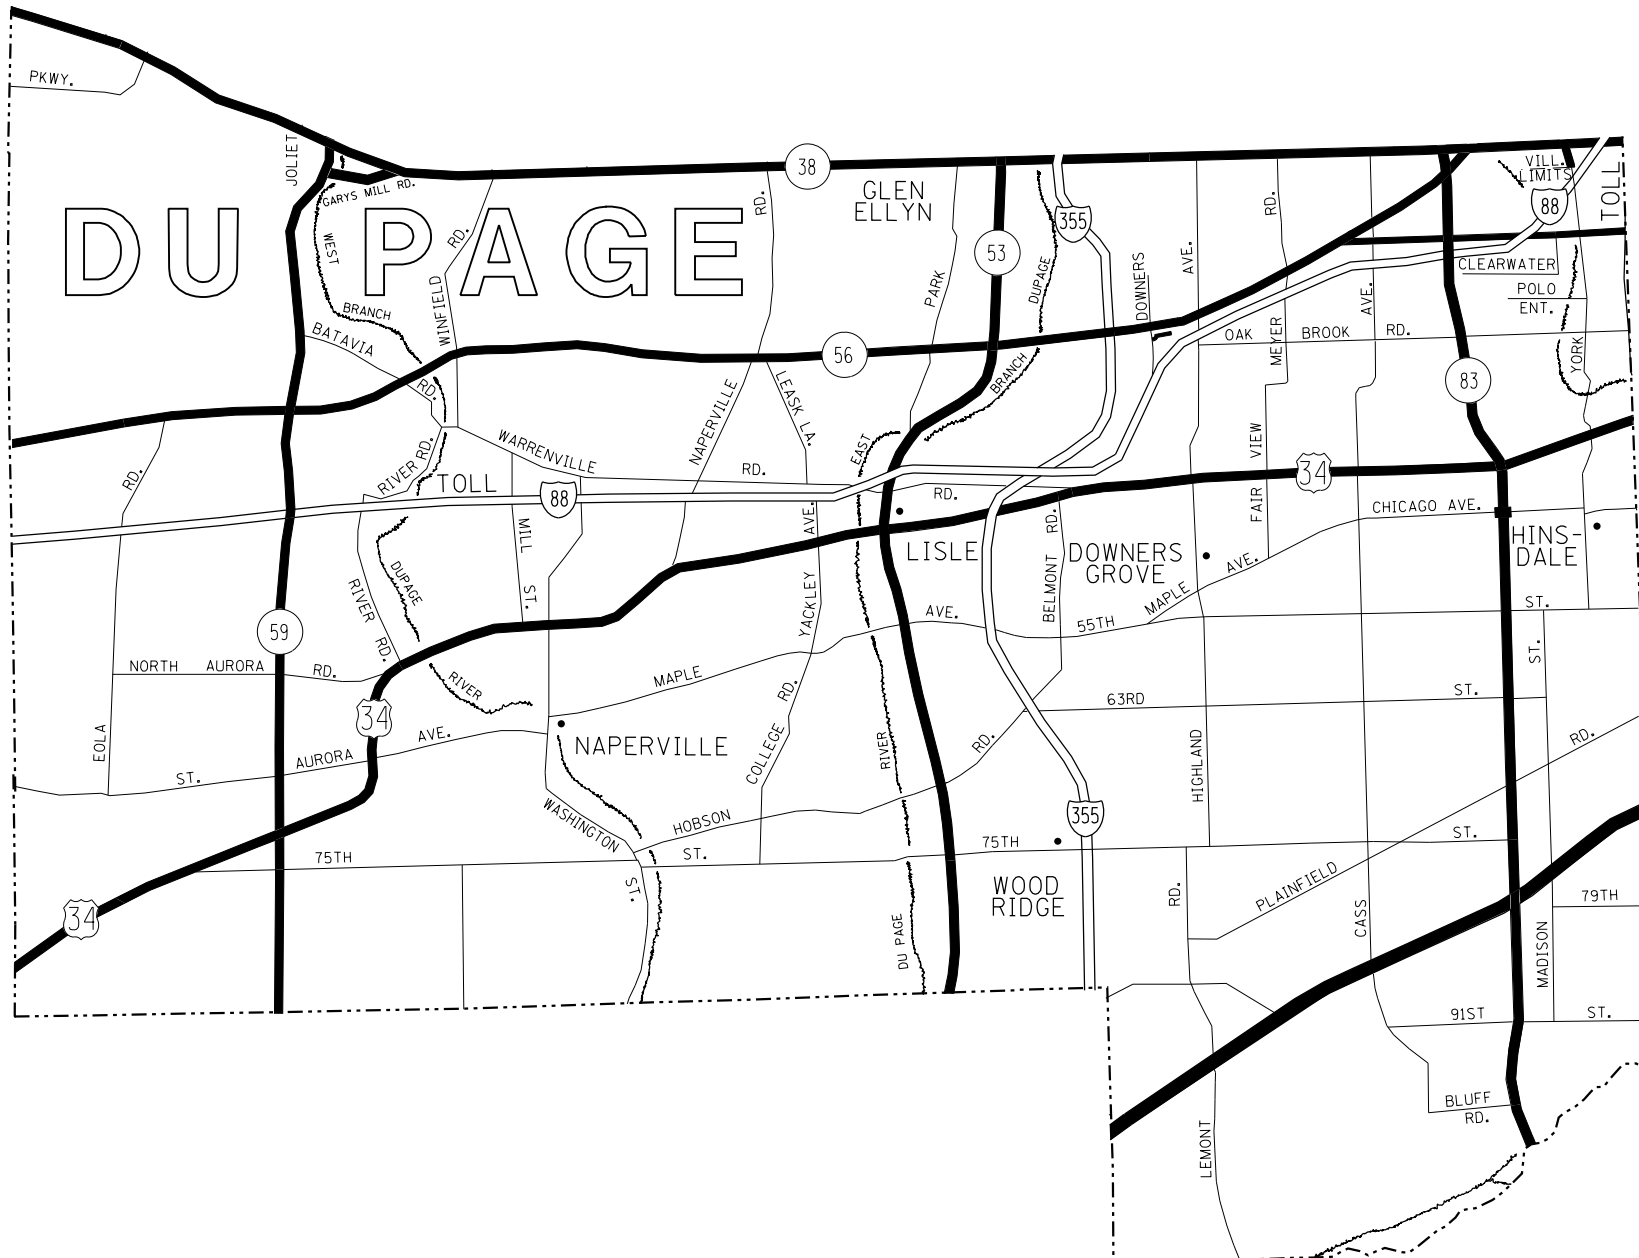 PKWY.
JOLIET
GARYS MILL RD.
38
GLEN
ELLYN
VILL.
LIMITS
TOLL
88
DU PAGE
RD.
RD.
355
RD.
53
WEST
DUPAGE
PARK
DOWNERS
AVE.
AVE.
CLEARWATER
POLO
ENT.
BRANCH
WINFIELD
BATAVIA
RD.
56
OAK BROOK RD.
MEYER
YORK
83
BRANCH
NAPERVILLE
LEASK LA.
EAST
WARRENVILLE
RD.
RIVER RD.
RD.
TOLL
88
RD.
34
FAIR VIEW
CHICAGO AVE.
HINS-
DALE
AVE.
RD.
MILL
ST.
LISLE
DOWNERS
GROVE
BELMONT
MAPLE AVE.
DUPAGE
RIVER
RD.
YACKLEY
59
AVE.
55TH
ST.
ST.
NORTH AURORA RD.
RIVER
MAPLE
63RD
ST.
34
EOLA
ST.
AURORA
AVE.
NAPERVILLE
COLLEGE RD.
RIVER
RD.
HIGHLAND
RD.
WASHINGTON
ST.
HOBSON
355
75TH
ST.
75TH
ST.
34
WOOD
RIDGE
RD.
PLAINFIELD
79TH
CASS
DU PAGE
MADISON
91ST
ST.
BLUFF
RD.
LEMONT